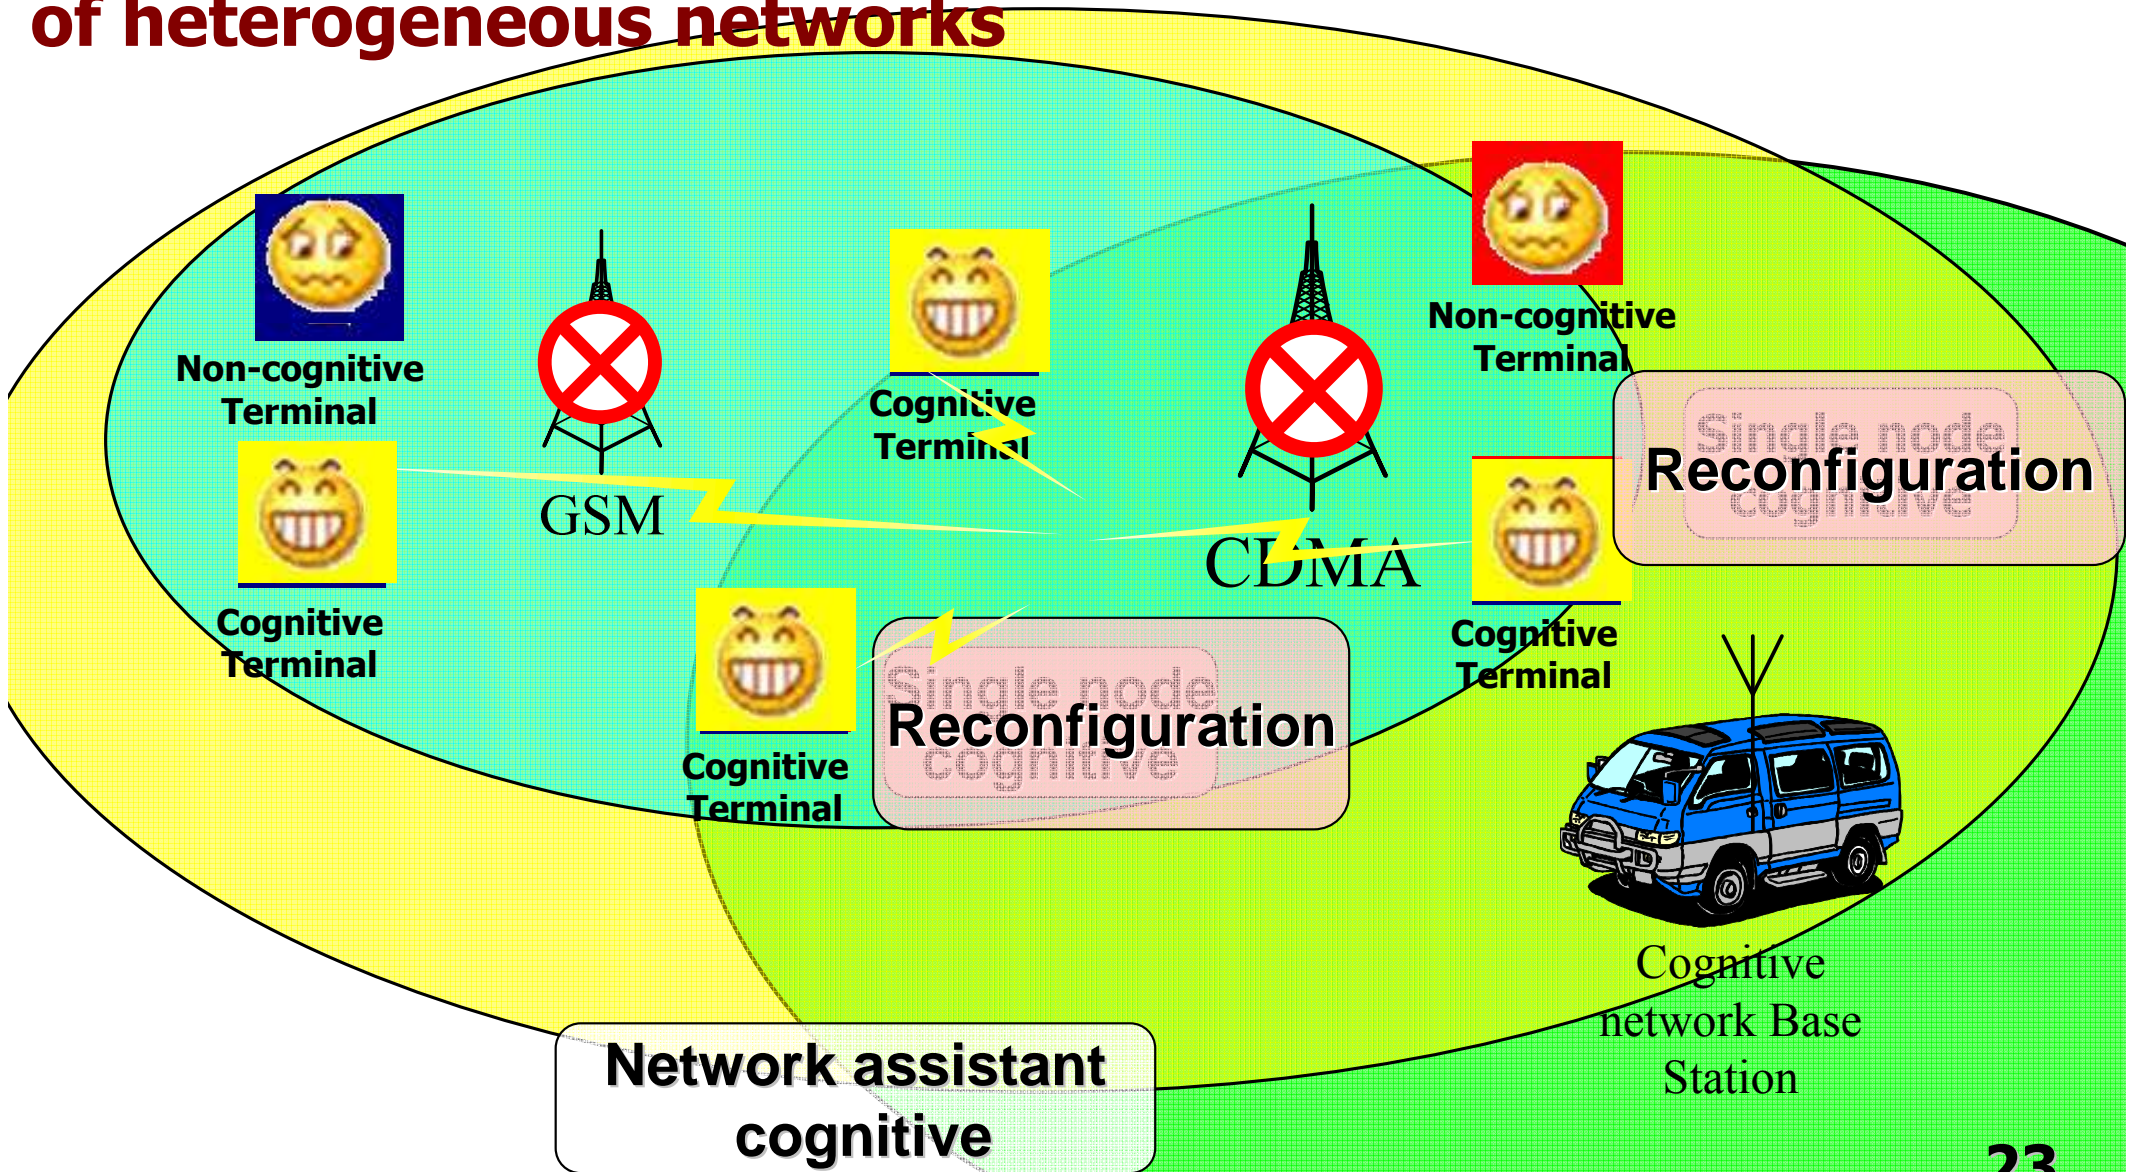 of heterogeneous networks
Non-cognitive
Terminal
Non-cognitive
Terminal
Cognitive
Terminal
Single node
cognitive
Reconfiguration
GSM
CDMA
Cognitive
Terminal
Cognitive
Terminal
Single node
cognitive
Reconfiguration
Cognitive
Terminal
Cognitive
network Base
Station
Network assistant
cognitive
23